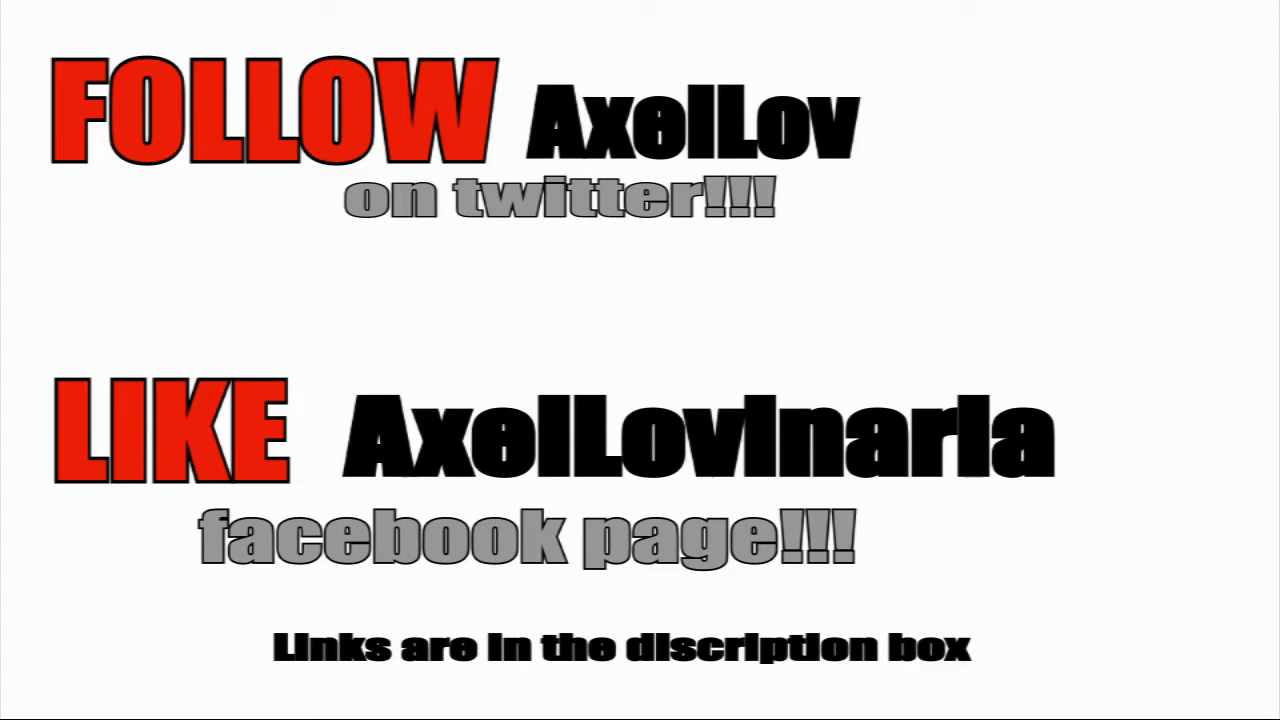 FOLLOW AxelLov
on twitter!!!
LIKE AxelLovinaria
facebook page!!!
Links are in the discription box